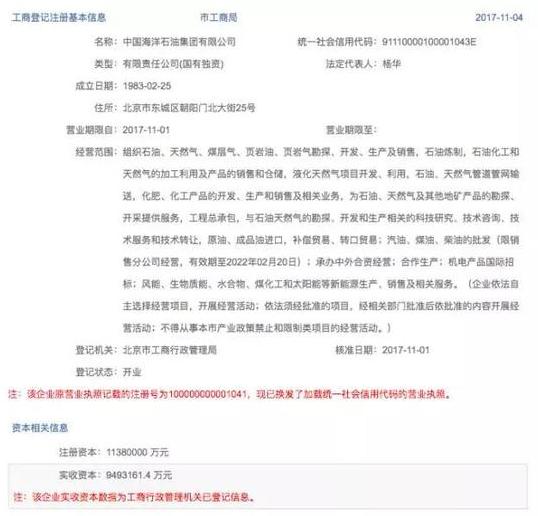 工商登记注册基本信息 市工商局 2017-11-04
名称：中国海洋石油集团有限公司 统一社会信用代码：91110000100001043E
类型：有限责任公司(国有独资) 法定代表人：杨华
成立日期：1983-02-25
住所：北京市东城区朝阳门北大街25号
营业期限自：2017-11-01 营业期限至：
经营范围：组织石油、天然气、煤层气、页岩油、页岩气勘探、开发、生产及销售，石油炼制，石油化工和
天然气的加工利用及产品的销售和仓储，液化天然气项目开发、利用，石油、天然气管道管网输
送，化肥、化工产品的开发、生产和销售及相关业务，为石油、天然气及其他地矿产品的勘探、
开采提供服务，工程总承包，与石油天然气的勘探、开发和生产相关的科技研究、技术咨询、技
术服务和技术转让，原油、成品油进口，补偿贸易、转口贸易；汽油、煤油、柴油的批发（限销
售分公司经营，有效期至2022年02月20日）；承办中外合资经营；合作生产；机电产品国际招
标；风能、生物质能、水合物、煤化工和太阳能等新能源生产、销售及相关服务。（企业依法自
主选择经营项目，开展经营活动；依法须经批准的项目，经相关部门批准后依批准的内容开展经
营活动；不得从事本市产业政策禁止和限制类项目的经营活动。）
登记机关：北京市工商行政管理局 核准日期：2017-11-01
登记状态：开业
注：该企业原营业执照记载的注册号为100000000001041，现已换发了加载统一社会信用代码的营业执照。
资本相关信息
注册资本：11380000 万元
实收资本：9493161.4 万元
注：该企业实收资本数据为工商行政管理机关已登记信息。